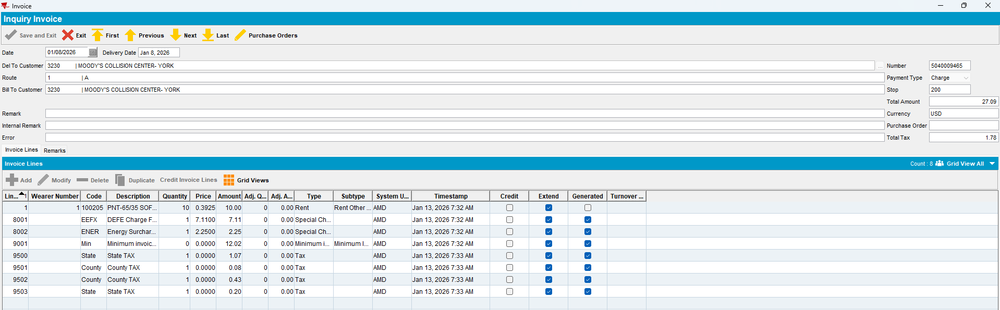 Invoice
Inquiry Invoice
Save and Exit Exit First Previous Next Last Purchase Orders
Date 01/08/2026 Delivery Date Jan 8, 2026
Del To Customer 3230 | MOODY'S COLLISION CENTER- YORK ... Number 5040009465
Route 1 | A Payment Type Charge
Bill To Customer 3230 | MOODY'S COLLISION CENTER- YORK Stop 200
Total Amount 27.09
Remark Currency USD
Internal Remark Purchase Order
Error Total Tax 1.78
Invoice Lines Remarks
Invoice Lines Count : 8 Grid View All
Add Modify Delete Duplicate Credit Invoice Lines Grid Views
Lin... 1 Wearer Number Code Description Quantity Price Amount Adj. Q... Adj. A... Type Subtype System U... Timestamp Credit Extend Generated Turnover ...
1 1 100205 PNT-65/35 SOF... 10 0.3925 10.00 0 0.00 Rent Rent Other ... AMD Jan 13, 2026 7:32 AM
8001 EEFX DEFE Charge F... 1 7.1100 7.11 0 0.00 Special Ch... AMD Jan 13, 2026 7:32 AM
8002 ENER Energy Surchar... 1 2.2500 2.25 0 0.00 Special Ch... AMD Jan 13, 2026 7:32 AM
9001 Min Minimum invoic... 0 0.0000 12.02 0 0.00 Minimum i... Minimum I... AMD Jan 13, 2026 7:32 AM
9500 State State TAX 1 0.0000 1.07 0 0.00 Tax AMD Jan 13, 2026 7:33 AM
9501 County County TAX 1 0.0000 0.08 0 0.00 Tax AMD Jan 13, 2026 7:33 AM
9502 County County TAX 1 0.0000 0.43 0 0.00 Tax AMD Jan 13, 2026 7:33 AM
9503 State State TAX 1 0.0000 0.20 0 0.00 Tax AMD Jan 13, 2026 7:33 AM